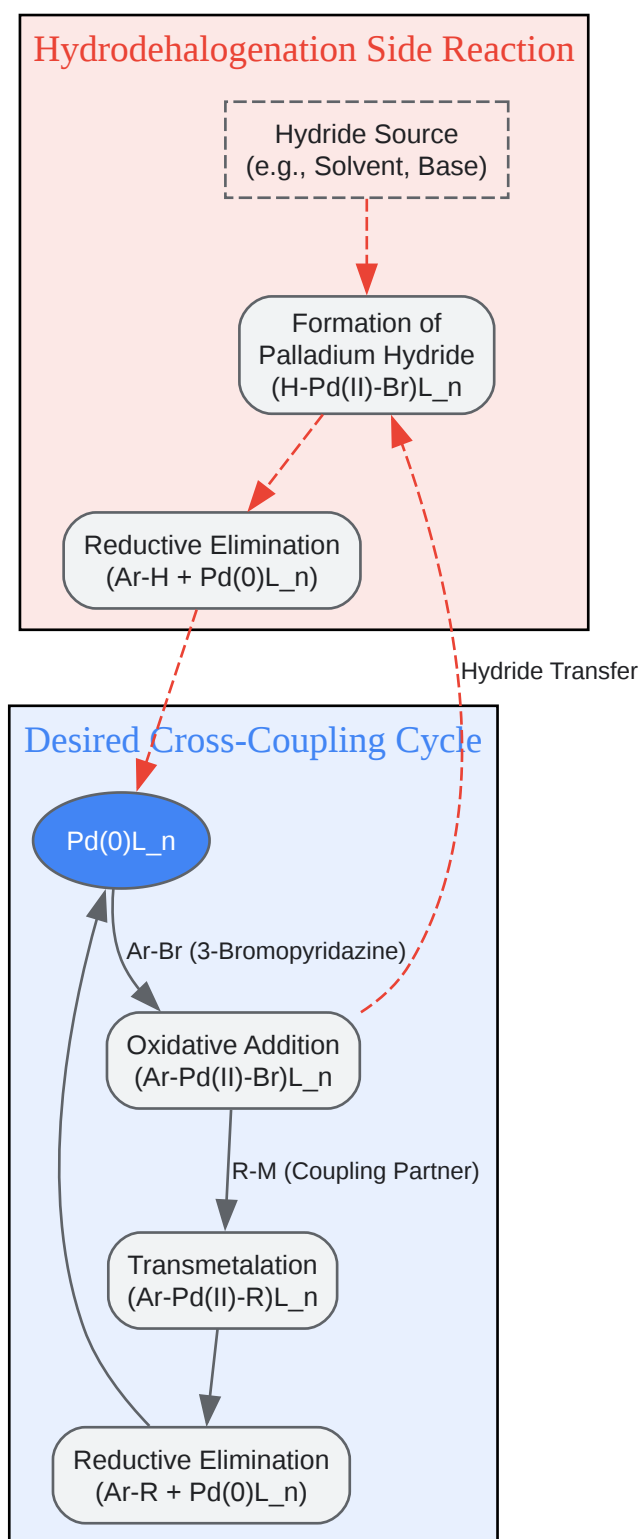 Hydrodehalogenation Side Reaction
Hydride Source
(e.g., Solvent, Base)
Formation of
Palladium Hydride
(H-Pd(II)-Br)L_n
Reductive Elimination
(Ar-H + Pd(0)L_n)
Hydride Transfer
Desired Cross-Coupling Cycle
Pd(0)L_n
Ar-Br (3-Bromopyridazine)
Oxidative Addition
(Ar-Pd(II)-Br)L_n
R-M (Coupling Partner)
Transmetalation
(Ar-Pd(II)-R)L_n
Reductive Elimination
(Ar-R + Pd(0)L_n)